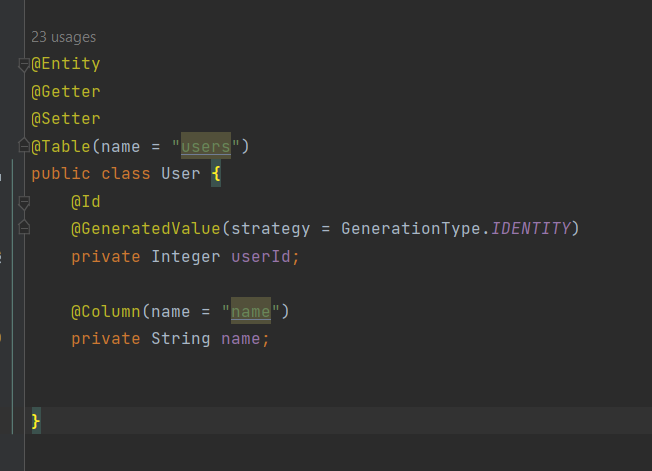 23 usages
@Entity
@Getter
@Setter
@Table(name = "users")
public class User {
@Id
@GeneratedValue(strategy = GenerationType.IDENTITY)
private Integer userId;
@Column(name = "name")
private String name;
}